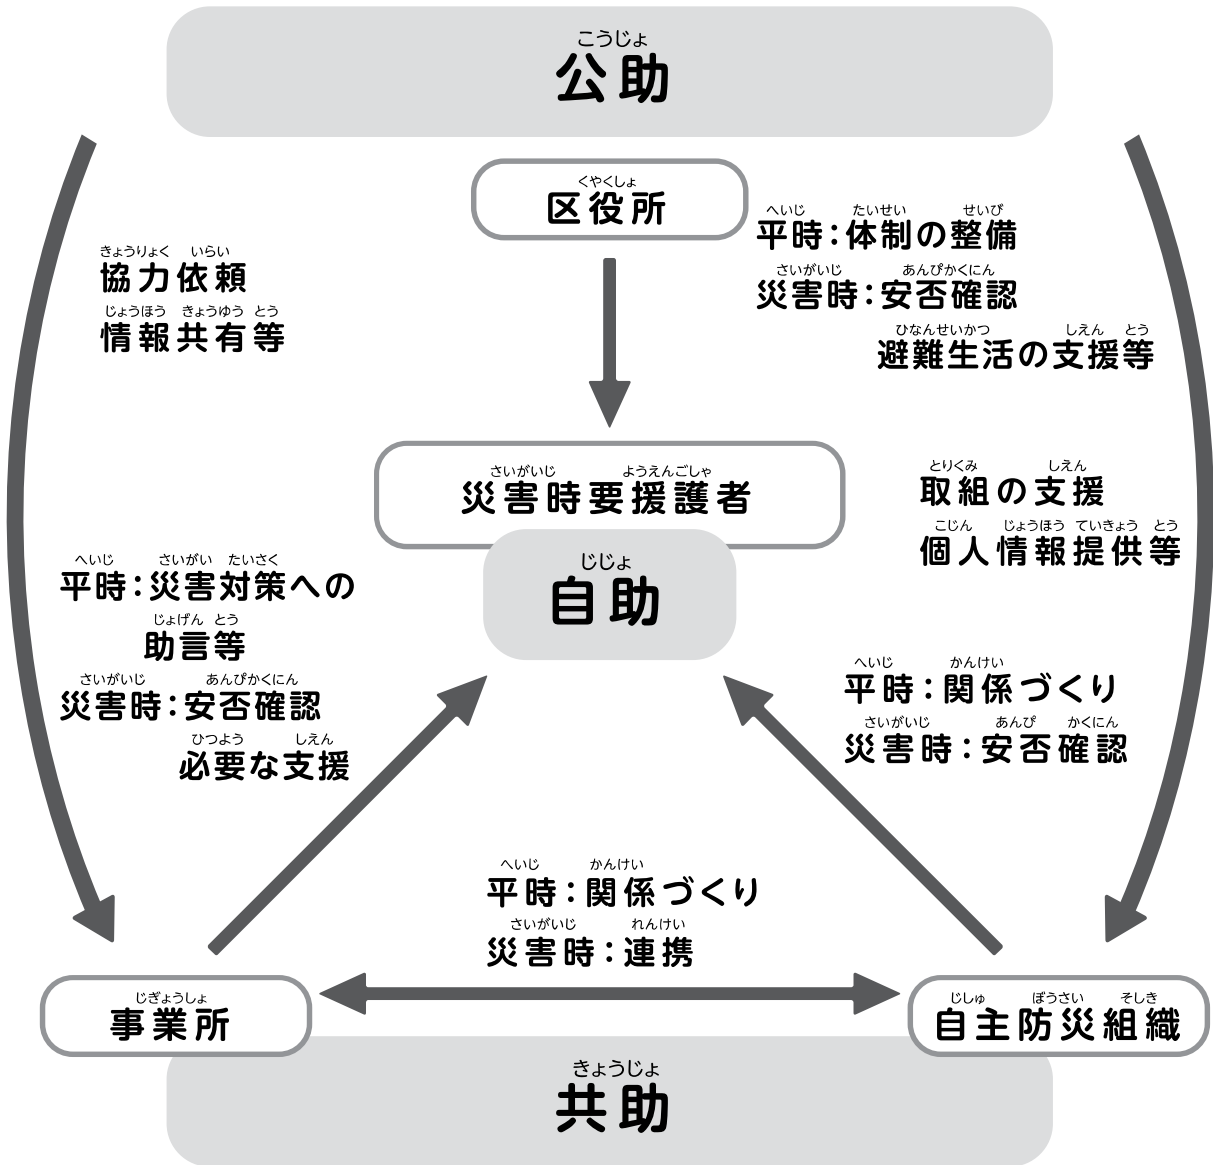 こうじょ
公助
くやくしょ
区役所
へいじ たいせい せいび
平時：体制の整備
さいがいじ あんぴかくにん
災害時：安否確認
ひなんせいかつ しえん とう
避難生活の支援等
きょうりょく いらい
協力依頼
じょうほう きょうゆう とう
情報共有等
さいがいじ ようえんごしゃ
災害時要援護者
じじょ
自助
とりくみ しえん
取組の支援
こじん じょうほう ていきょう とう
個人情報提供等
へいじ さいがい たいさく
平時：災害対策への
じょげん とう
助言等
さいがいじ あんぴかくにん
災害時：安否確認
ひつよう しえん
必要な支援
へいじ かんけい
平時：関係づくり
さいがいじ あんぴ かくにん
災害時：安否確認
へいじ かんけい
平時：関係づくり
さいがいじ れんけい
災害時：連携
じぎょうしょ
事業所
じしゅ ぼうさい そしき
自主防災組織
きょうじょ
共助